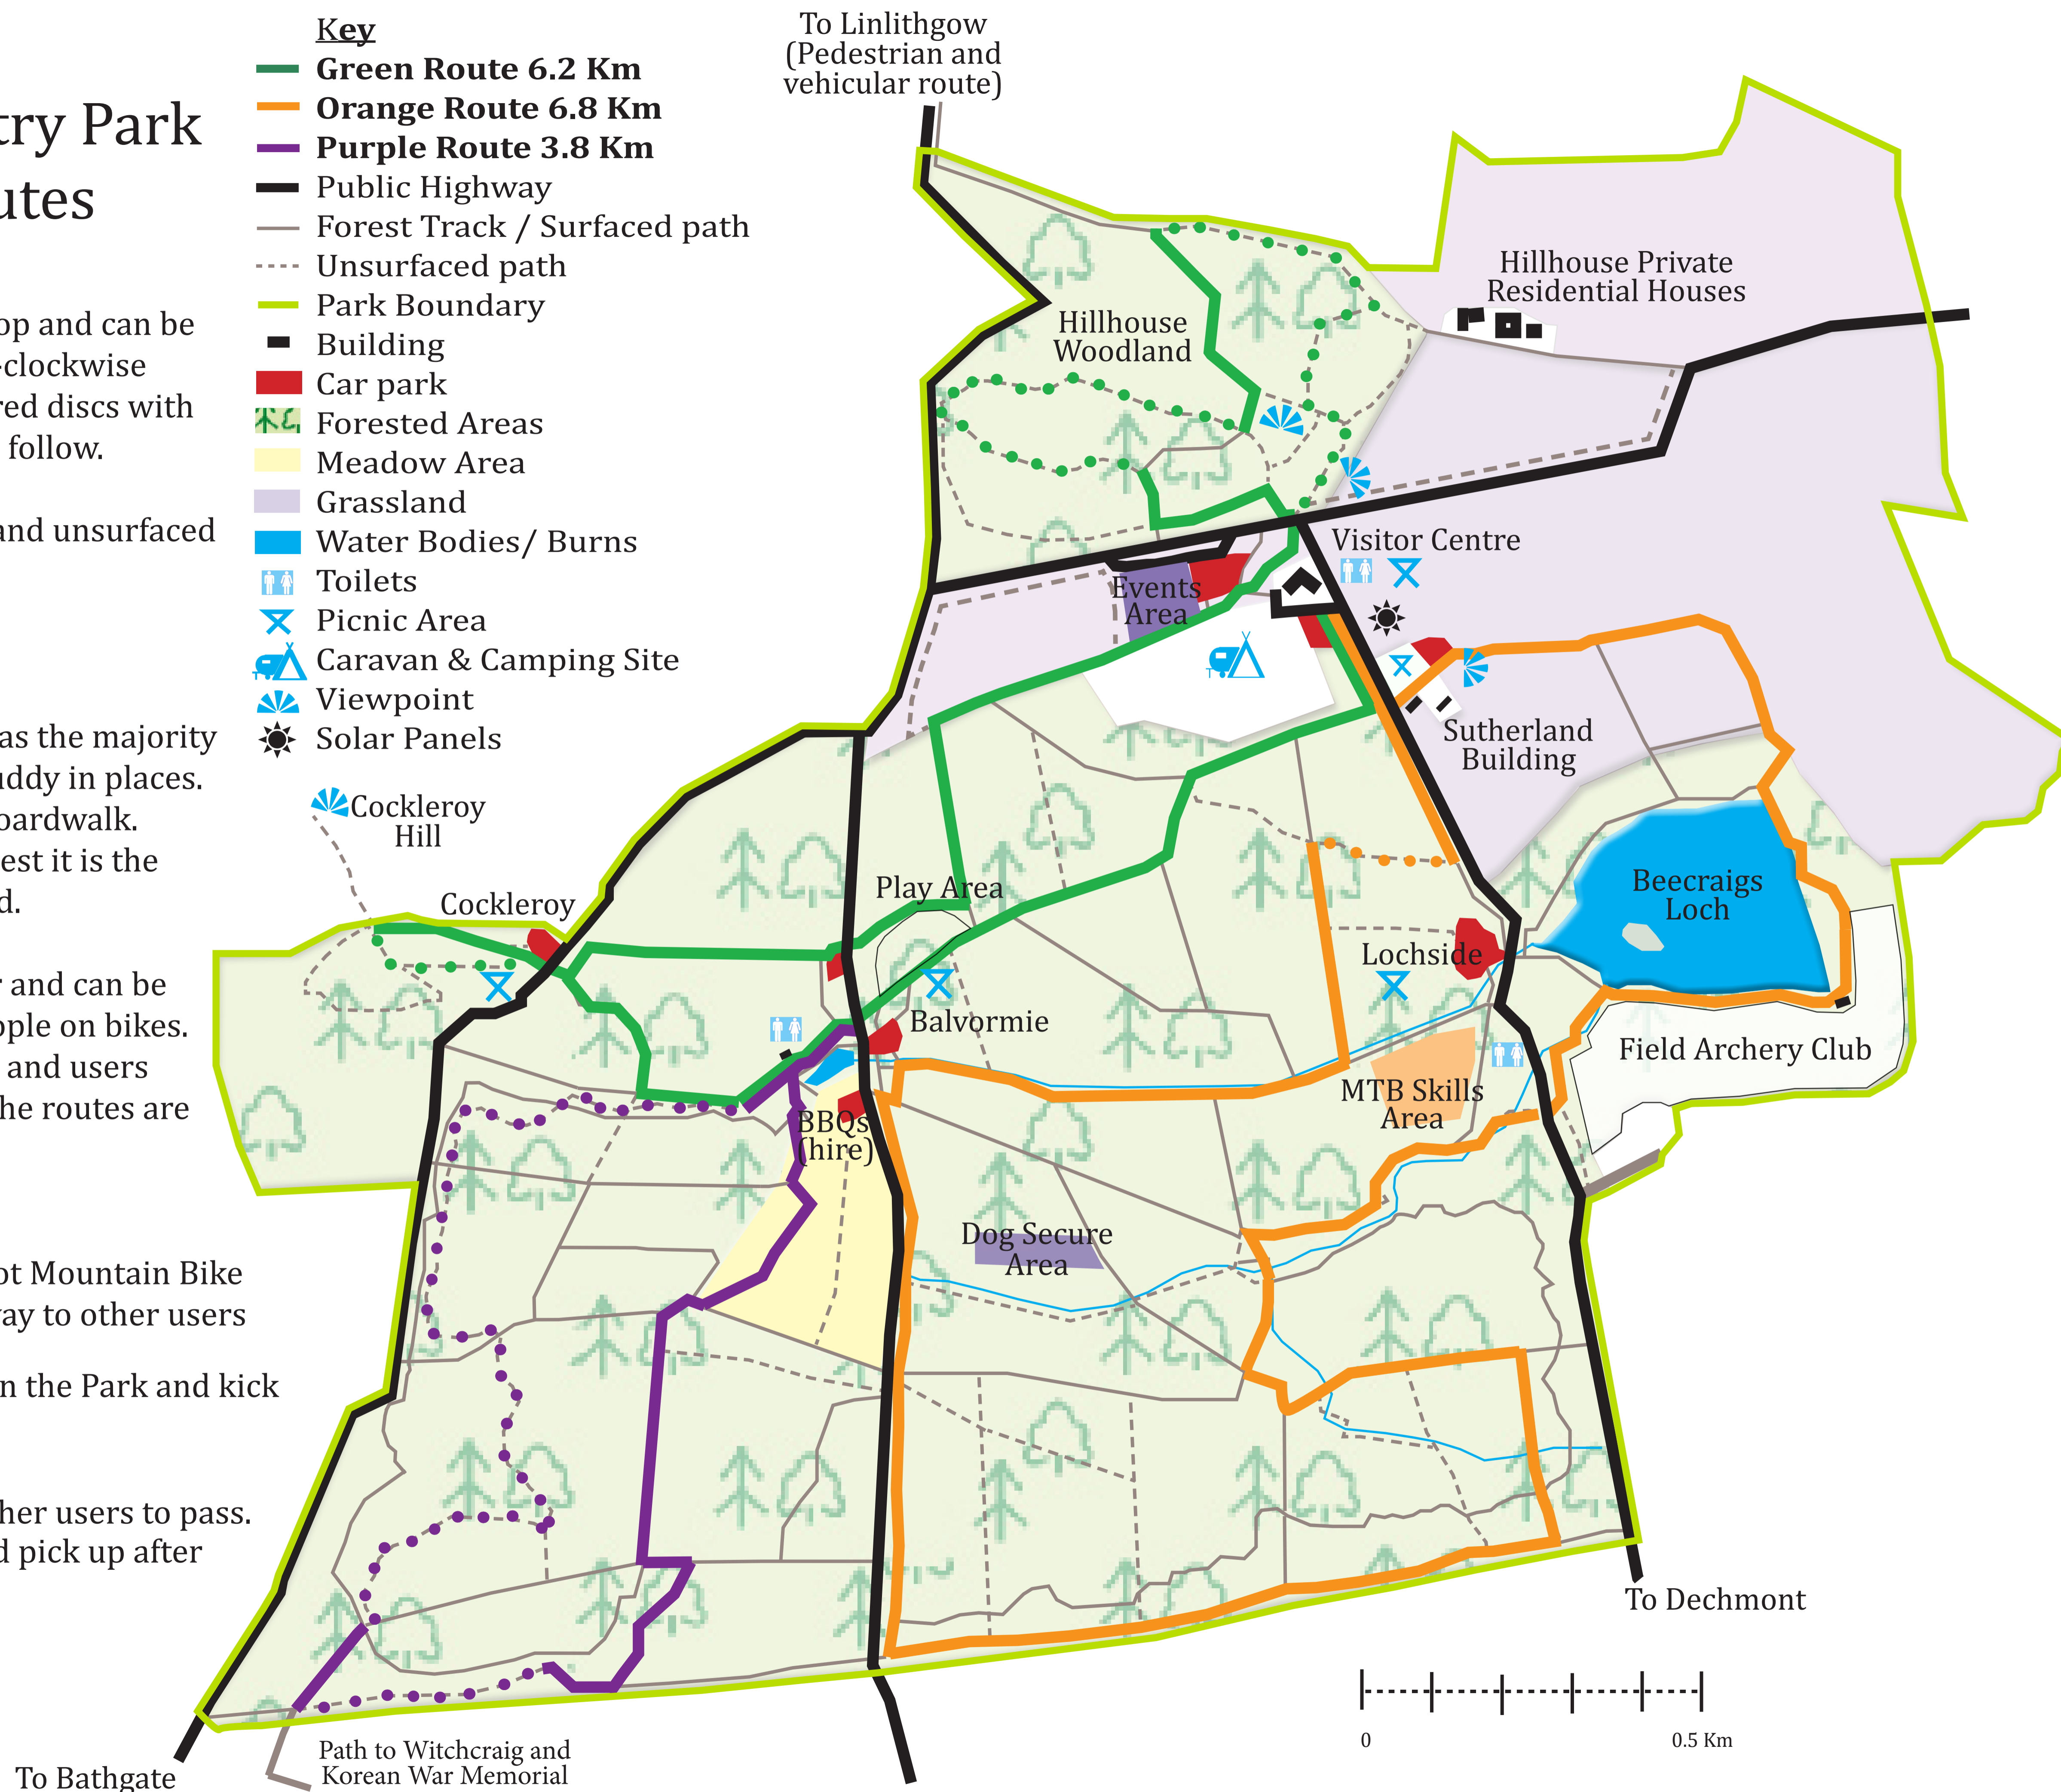 try Park
utes
op and can be
-clockwise
red discs with
follow.
and unsurfaced
as the majority
uddy in places.
oardwalk.
est it is the
d.
r and can be
ople on bikes.
and users
he routes are
ot Mountain Bike
way to other users
n the Park and kick
her users to pass.
d pick up after
Key
Green Route 6.2 Km
Orange Route 6.8 Km
Purple Route 3.8 Km
Public Highway
Forest Track / Surfaced path
Unsurfaced path
Park Boundary
Building
Car park
Forested Areas
Meadow Area
Grassland
Water Bodies/ Burns
Toilets
Picnic Area
Caravan & Camping Site
Viewpoint
Solar Panels
To Linlithgow
(Pedestrian and
vehicular route)
Hillhouse Private
Residential Houses
Hillhouse
Woodland
Visitor Centre
Events
Area
Sutherland
Building
Cockleroy
Hill
Cockleroy
Play Area
Beecraigs
Loch
Lochside
Balvormie
Field Archery Club
MTB Skills
Area
BBQs
(hire)
Dog Secure
Area
To Dechmont
0
0.5 Km
Path to Witchcraig and
Korean War Memorial
To Bathgate